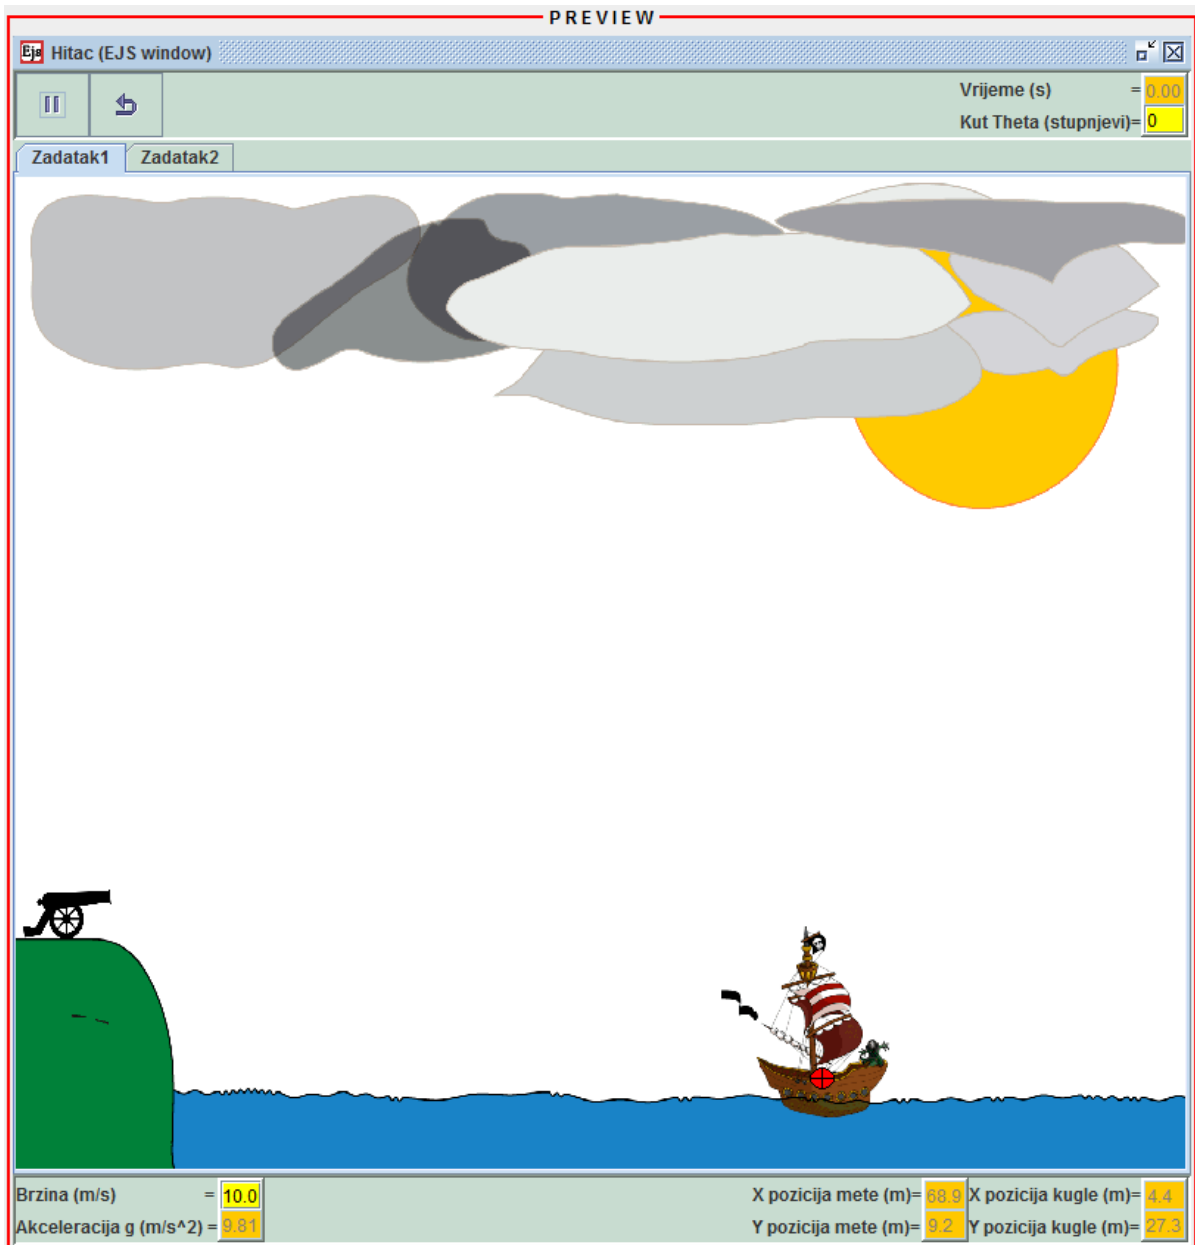 PREVIEW
Ejs Hitac (EJS window)
Vrijeme (s) = 0.00
Kut Theta (stupnjevi)= 0
Zadatak1 Zadatak2
Brzina (m/s) = 10.0 X pozicija mete (m)= 68.9 X pozicija kugle (m)= 4.4
Akceleracija g (m/s^2) = 9.81 Y pozicija mete (m)= 9.2 Y pozicija kugle (m)= 27.3